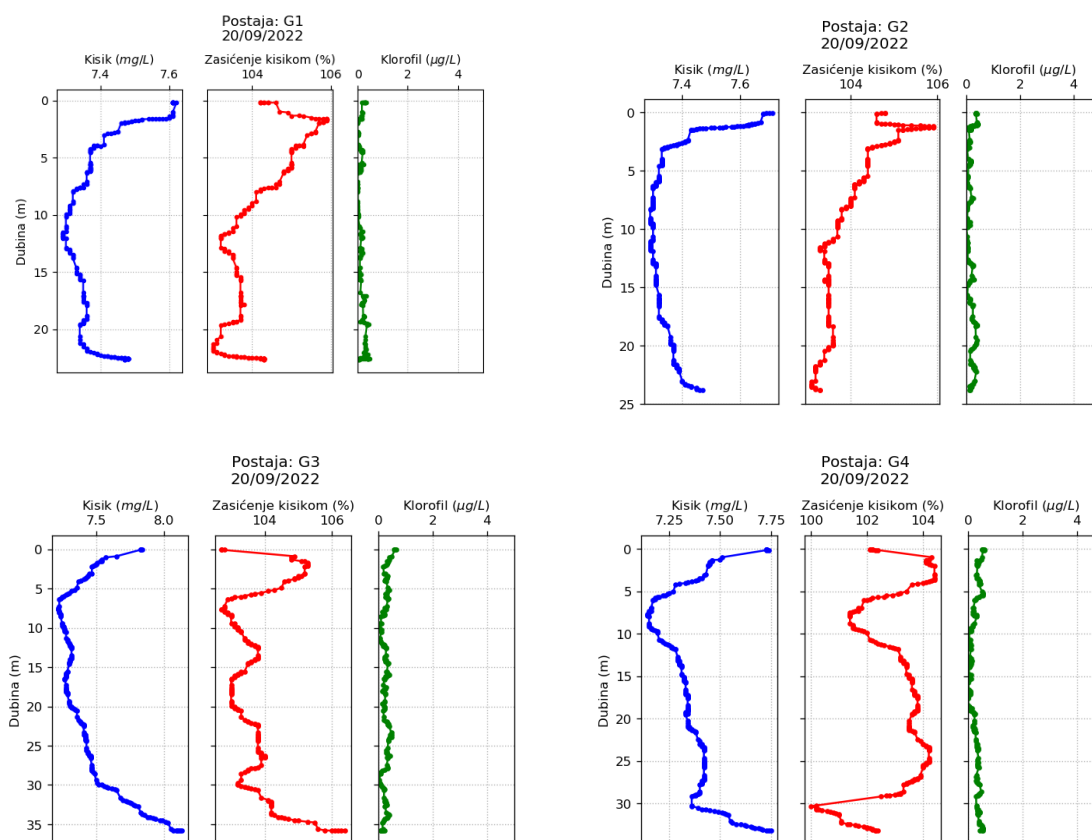 Postaja: G1
20/09/2022
Kisik (mg/L)
Zasićenje kisikom (%)
Klorofil (µg/L)
7.4 7.6
104 106
0 2 4
Dubina (m)
0
5
10
15
20
Postaja: G2
20/09/2022
Kisik (mg/L)
Zasićenje kisikom (%)
Klorofil (µg/L)
7.4 7.6
104 106
0 2 4
Dubina (m)
0
5
10
15
20
25
Postaja: G3
20/09/2022
Kisik (mg/L)
Zasićenje kisikom (%)
Klorofil (µg/L)
7.5 8.0
104 106
0 2 4
Dubina (m)
0
5
10
15
20
25
30
35
Postaja: G4
20/09/2022
Kisik (mg/L)
Zasićenje kisikom (%)
Klorofil (µg/L)
7.25 7.50 7.75
100 102 104
0 2 4
Dubina (m)
0
5
10
15
20
25
30